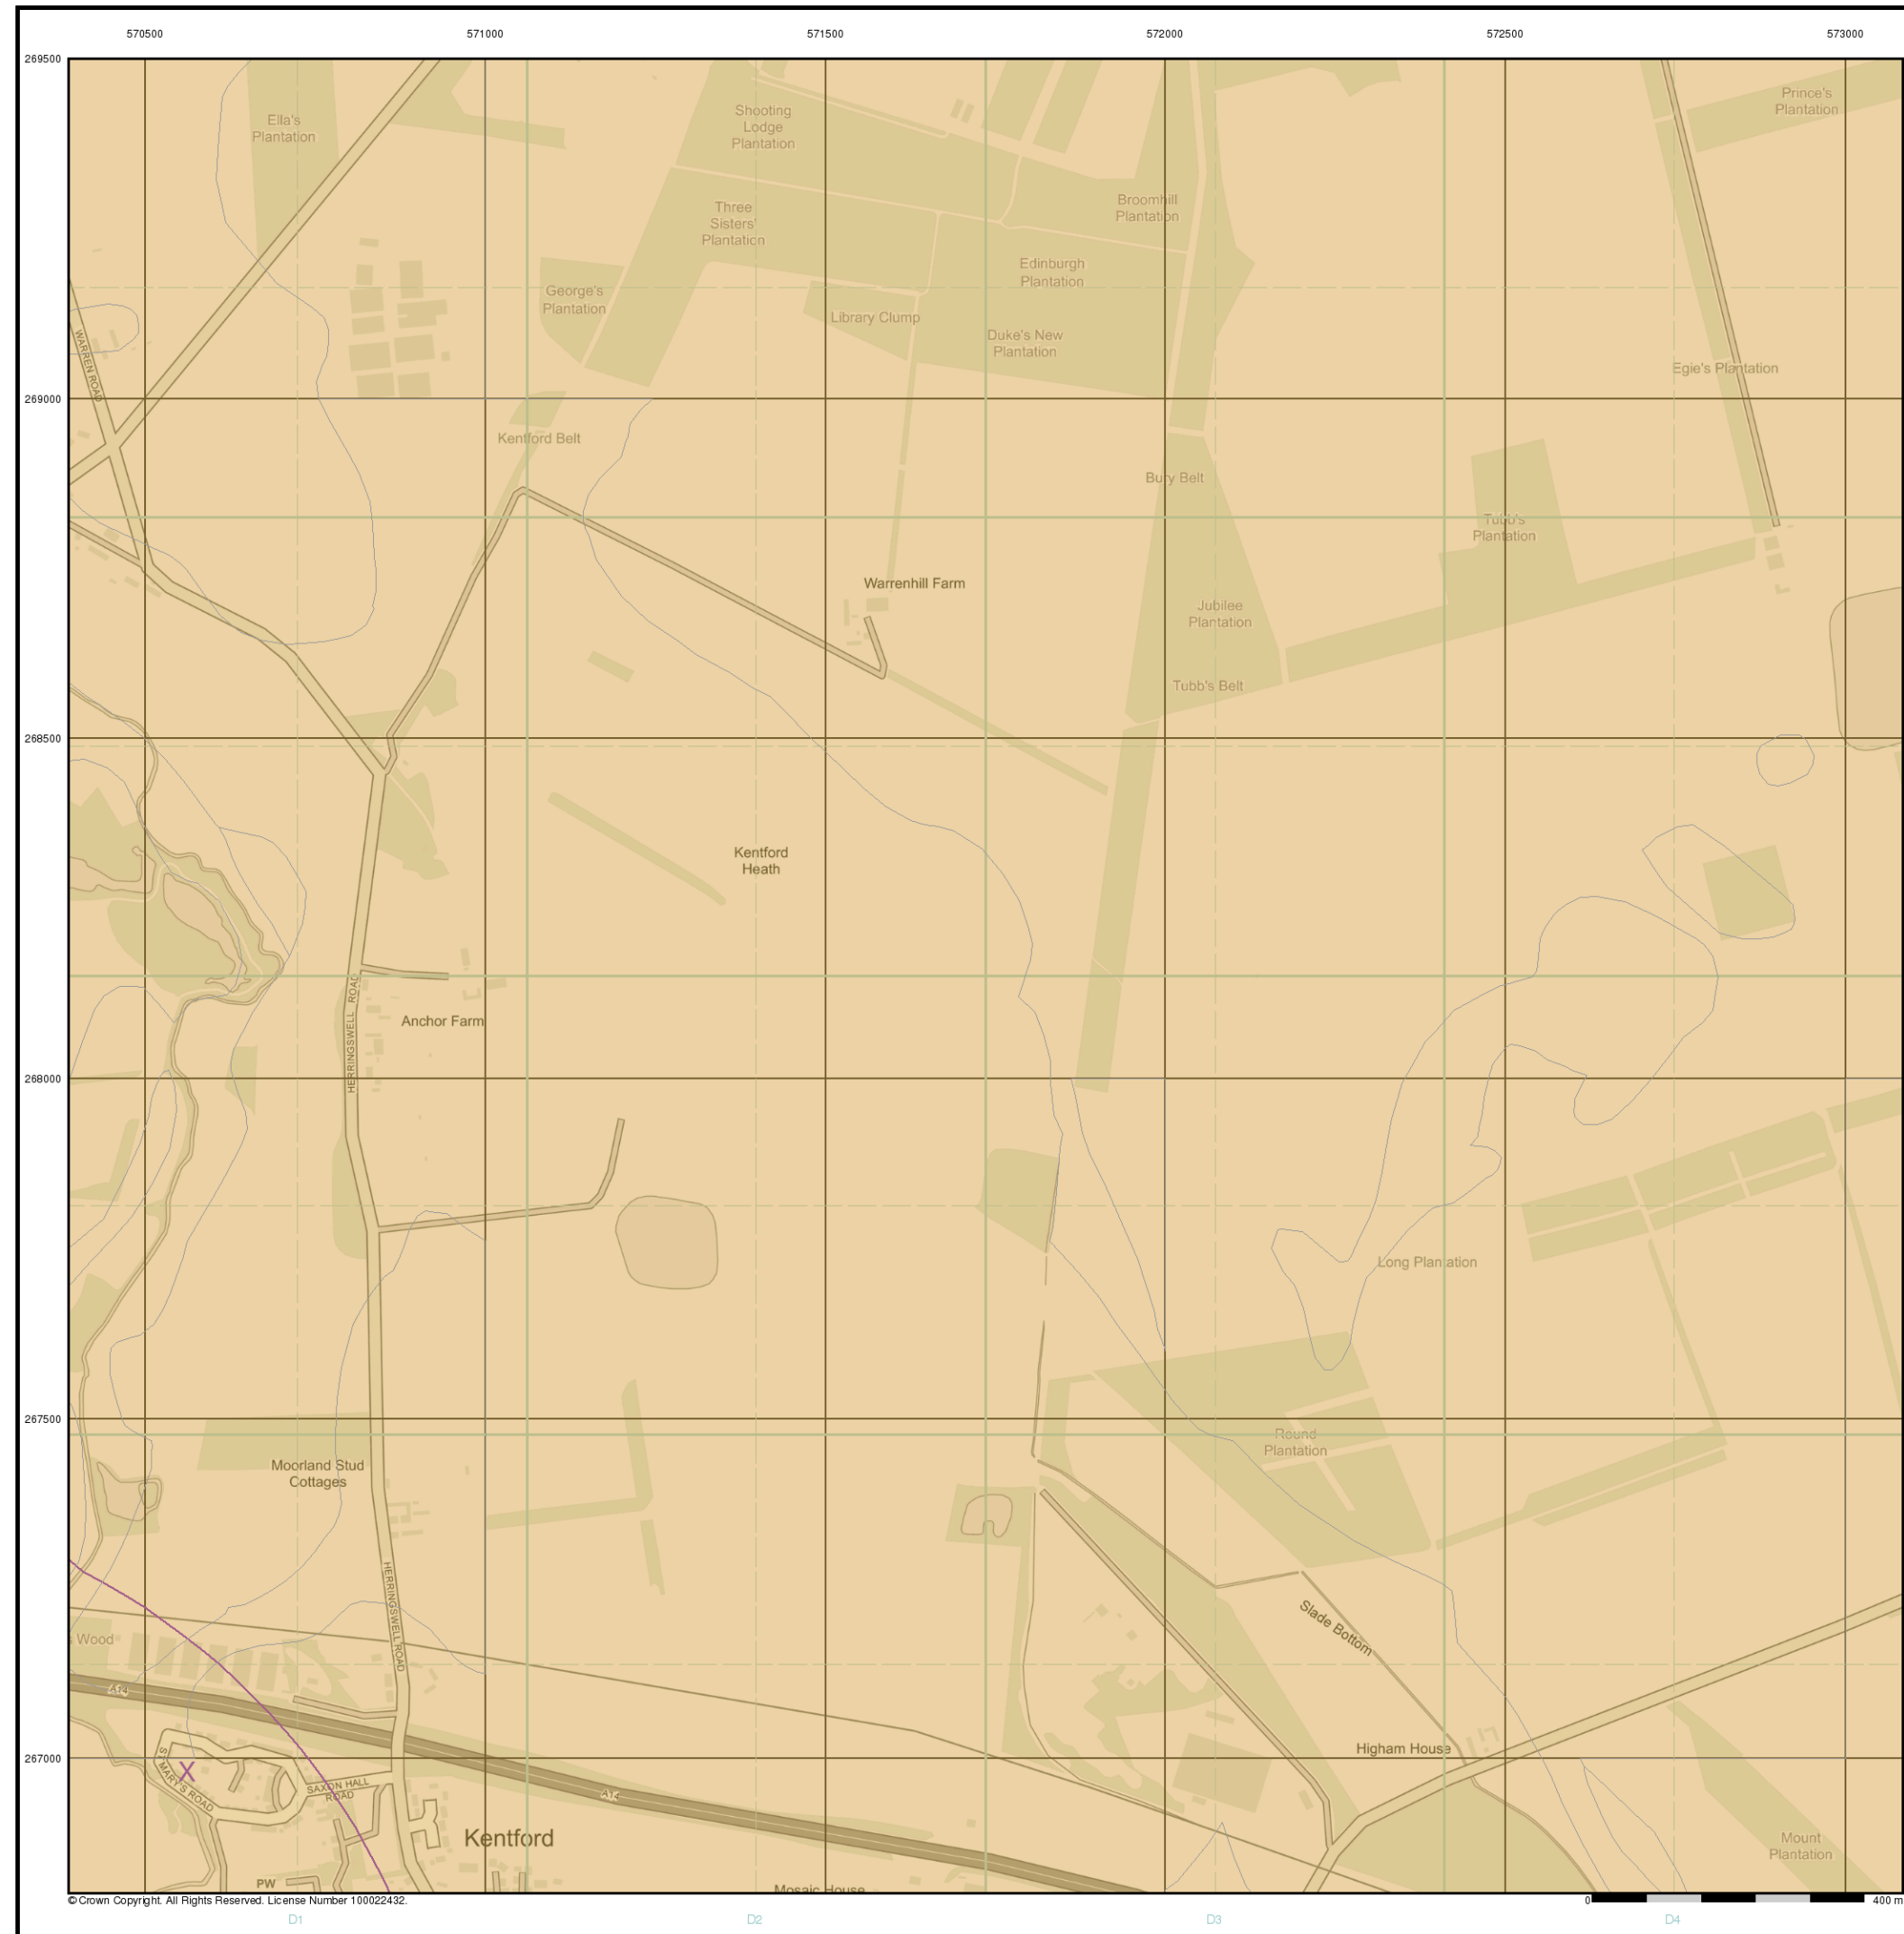 570500 571000 571500 572000 572500 573000
269500
Ella's
Plantation
Shooting
Lodge
Plantation
Prince's
Plantation
Three
Sisters'
Plantation
Broomhill
Plantation
George's
Plantation
Edinburgh
Plantation
Library Clump
Duke's New
Plantation
WARREN ROAD
Egie's Plantation
269000
Kentford Belt
Bury Belt
Tubb's
Plantation
Warrenhill Farm
Jubilee
Plantation
Tubb's Belt
268500
Kentford
Heath
HERRINGSWELL ROAD
Anchor Farm
268000
Long Plantation
267500
Round
Plantation
Moorland Stud
Cottages
HERRINGSWELL ROAD
Slade Bottom
s Wood
A14
267000
Higham House
ST. MARY'S ROAD
X
SAXON HALL
ROAD
A14
Kentford
Mount
Plantation
PW
Mosaic House
© Crown Copyright. All Rights Reserved. License Number 100022432.
0 400 m
D1 D2 D3 D4